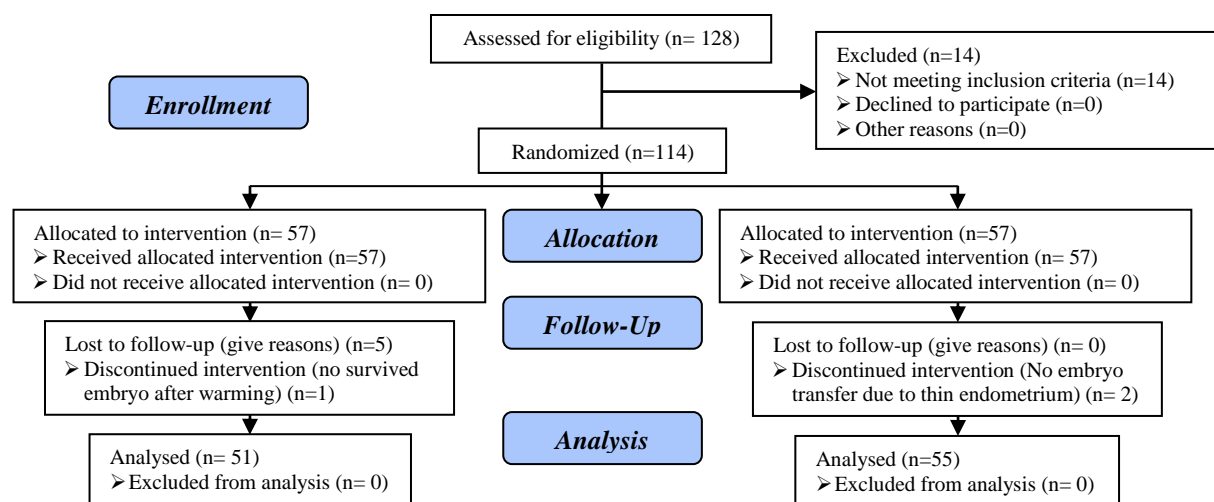 Assessed for eligibility (n= 128)
Excluded (n=14)
➢ Not meeting inclusion criteria (n=14)
➢ Declined to participate (n=0)
➢ Other reasons (n=0)
Enrollment
Randomized (n=114)
Allocated to intervention (n= 57)
➢ Received allocated intervention (n=57)
➢ Did not receive allocated intervention (n= 0)
Allocation
Allocated to intervention (n=57)
➢ Received allocated intervention (n= 57)
➢ Did not receive allocated intervention (n=0)
Follow-Up
Lost to follow-up (give reasons) (n=5)
➢ Discontinued intervention (no survived
embryo after warming) (n=1)
Lost to follow-up (give reasons) (n= 0)
➢ Discontinued intervention (No embryo
transfer due to thin endometrium) (n= 2)
Analysis
Analysed (n= 51)
➢ Excluded from analysis (n= 0)
Analysed (n=55)
➢ Excluded from analysis (n= 0)